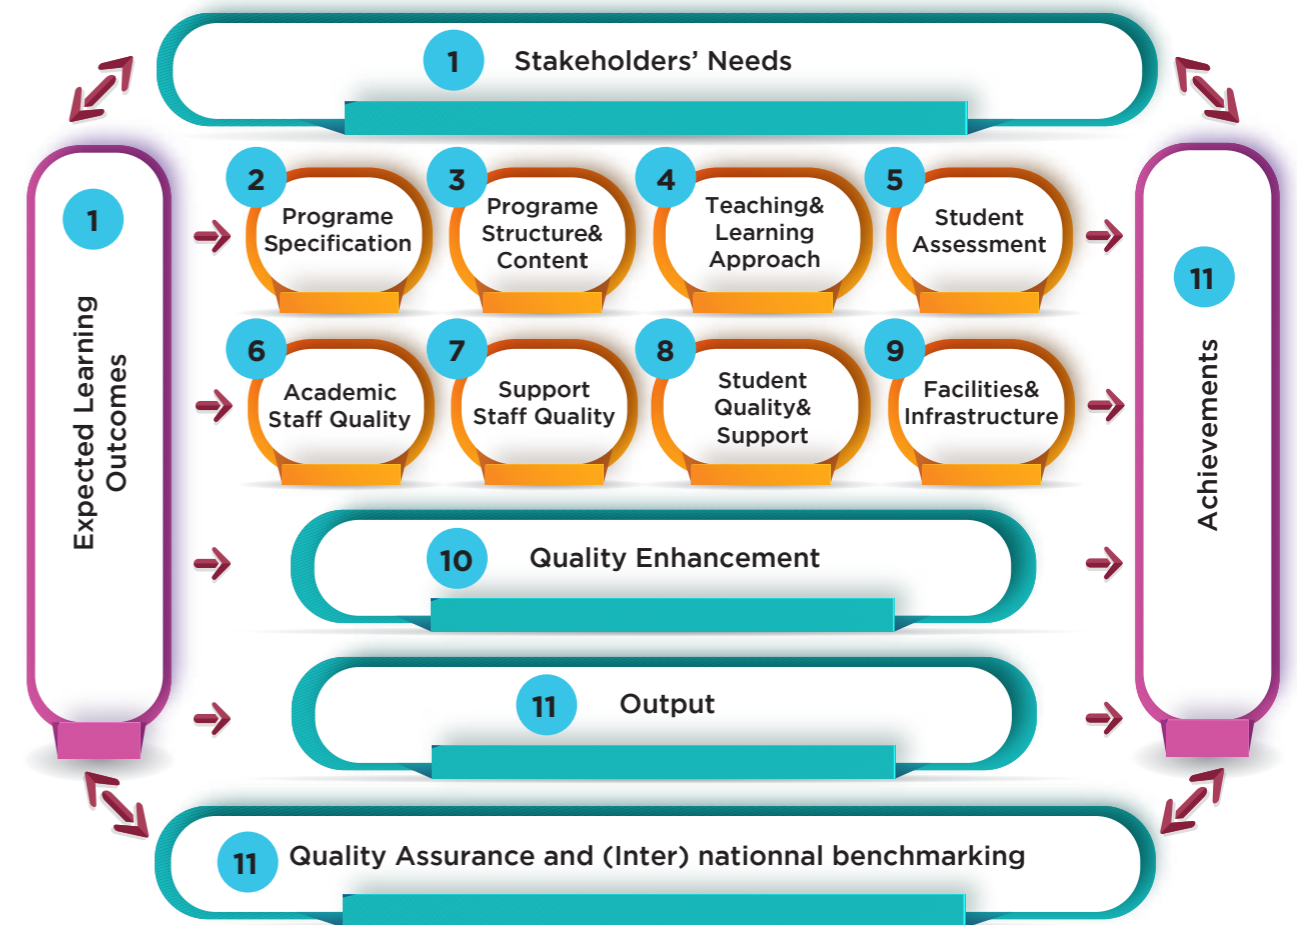 1
Stakeholders’ Needs
1
Expected Learning
Outcomes
2
Programe
Specification
3
Programe
Structure&
Content
4
Teaching&
Learning
Approach
5
Student
Assessment
6
Academic
Staff Quality
7
Support
Staff Quality
8
Student
Quality&
Support
9
Facilities&
Infrastructure
10
Quality Enhancement
11
Output
11
Achievements
11
Quality Assurance and (Inter) nationnal benchmarking